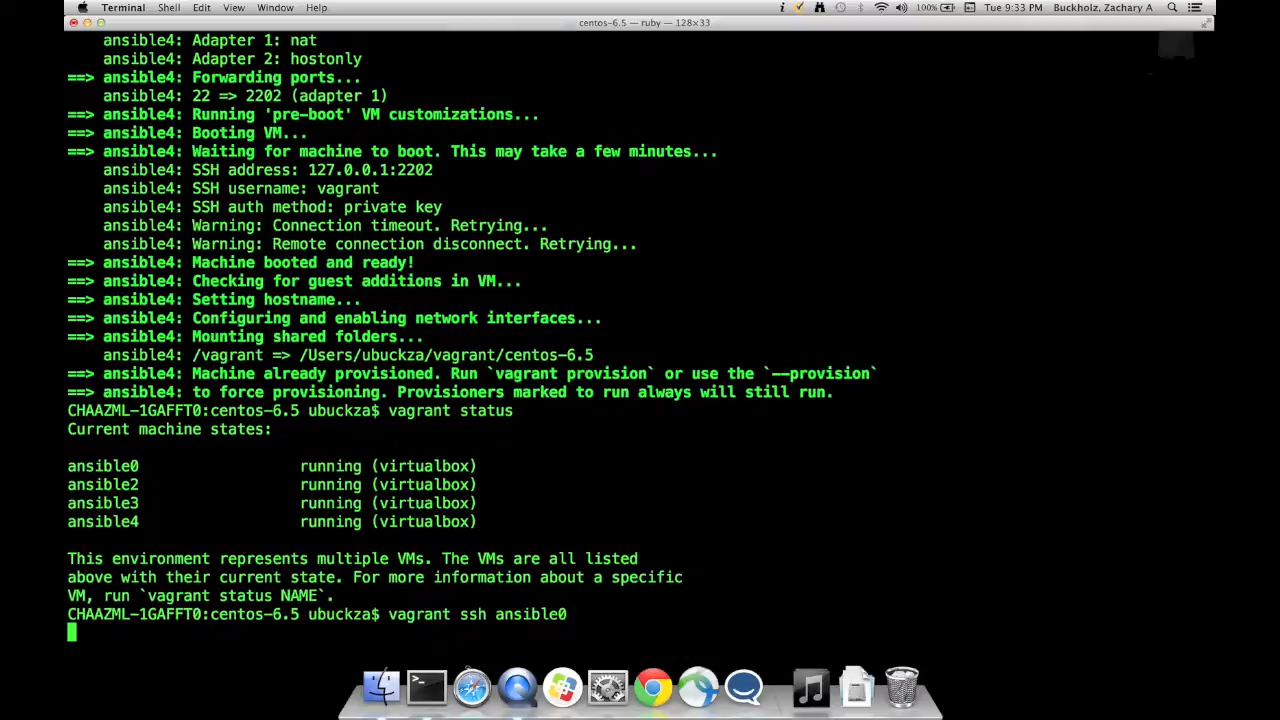 Terminal Shell Edit View Window Help 100% Tue 9:33 PM Buckholz, Zachary A
centos-6.5 — ruby — 128×33
ansible4: Adapter 1: nat
ansible4: Adapter 2: hostonly
==> ansible4: Forwarding ports...
ansible4: 22 => 2202 (adapter 1)
==> ansible4: Running 'pre-boot' VM customizations...
==> ansible4: Booting VM...
==> ansible4: Waiting for machine to boot. This may take a few minutes...
ansible4: SSH address: 127.0.0.1:2202
ansible4: SSH username: vagrant
ansible4: SSH auth method: private key
ansible4: Warning: Connection timeout. Retrying...
ansible4: Warning: Remote connection disconnect. Retrying...
==> ansible4: Machine booted and ready!
==> ansible4: Checking for guest additions in VM...
==> ansible4: Setting hostname...
==> ansible4: Configuring and enabling network interfaces...
==> ansible4: Mounting shared folders...
ansible4: /vagrant => /Users/ubuckza/vagrant/centos-6.5
==> ansible4: Machine already provisioned. Run `vagrant provision` or use the `--provision`
==> ansible4: to force provisioning. Provisioners marked to run always will still run.
CHAAZML-1GAFFT0:centos-6.5 ubuckza$ vagrant status
Current machine states:
ansible0 running (virtualbox)
ansible2 running (virtualbox)
ansible3 running (virtualbox)
ansible4 running (virtualbox)
This environment represents multiple VMs. The VMs are all listed
above with their current state. For more information about a specific
VM, run `vagrant status NAME`.
CHAAZML-1GAFFT0:centos-6.5 ubuckza$ vagrant ssh ansible0